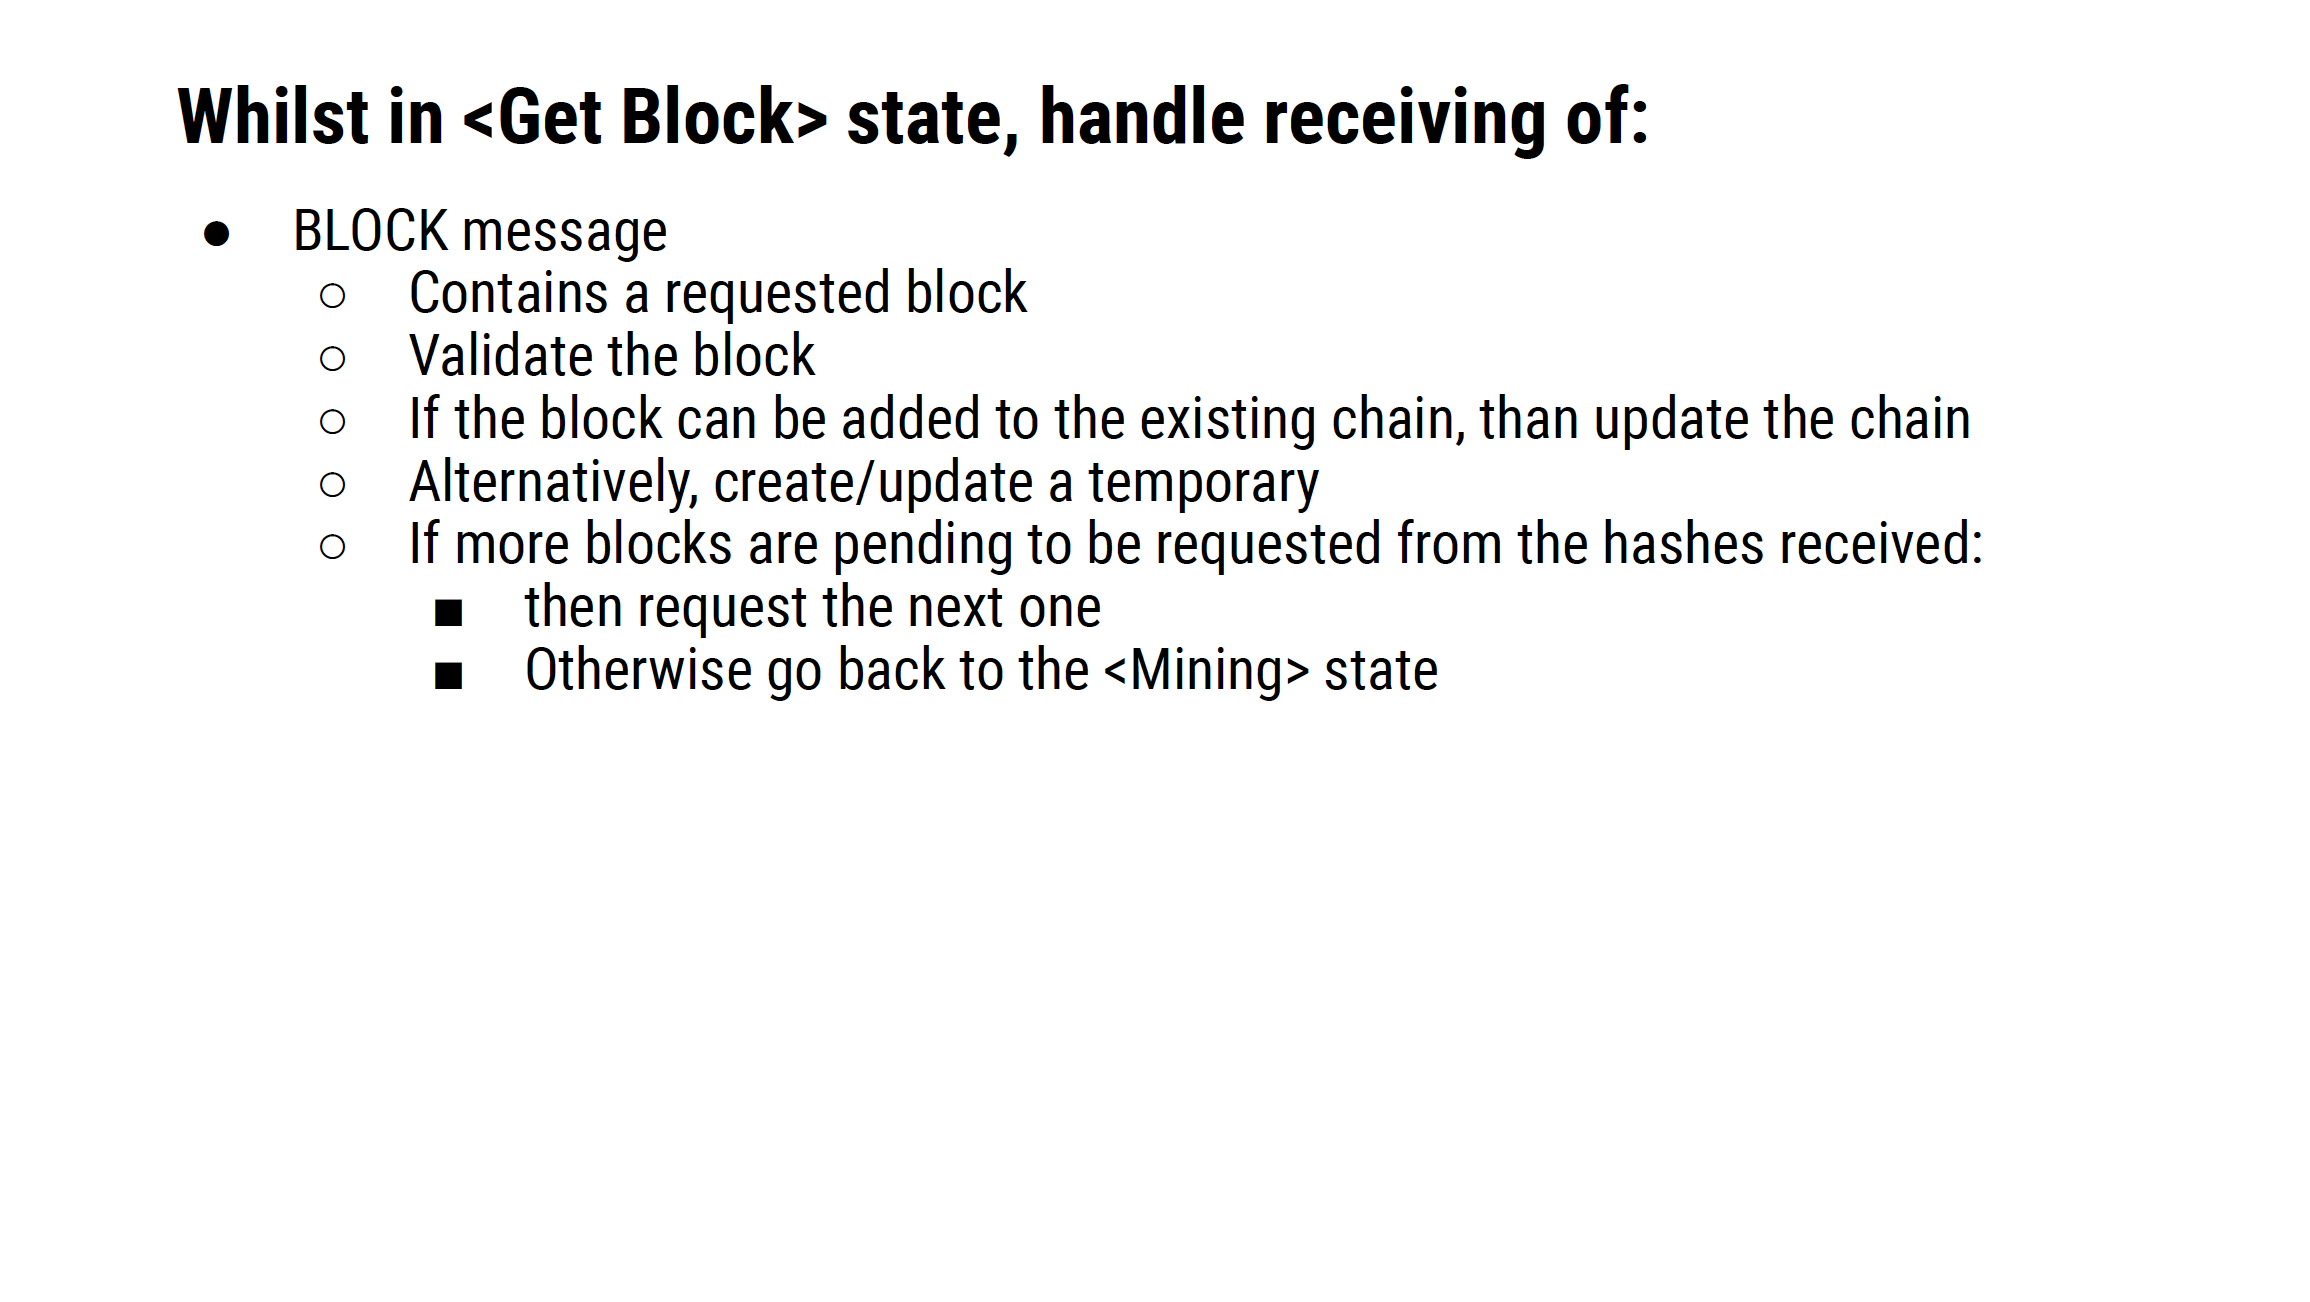 Whilst in <Get Block> state, handle receiving of:
● BLOCK message
○ Contains a requested block
○ Validate the block
○ If the block can be added to the existing chain, than update the chain
○ Alternatively, create/update a temporary
○ If more blocks are pending to be requested from the hashes received:
■ then request the next one
■ Otherwise go back to the <Mining> state